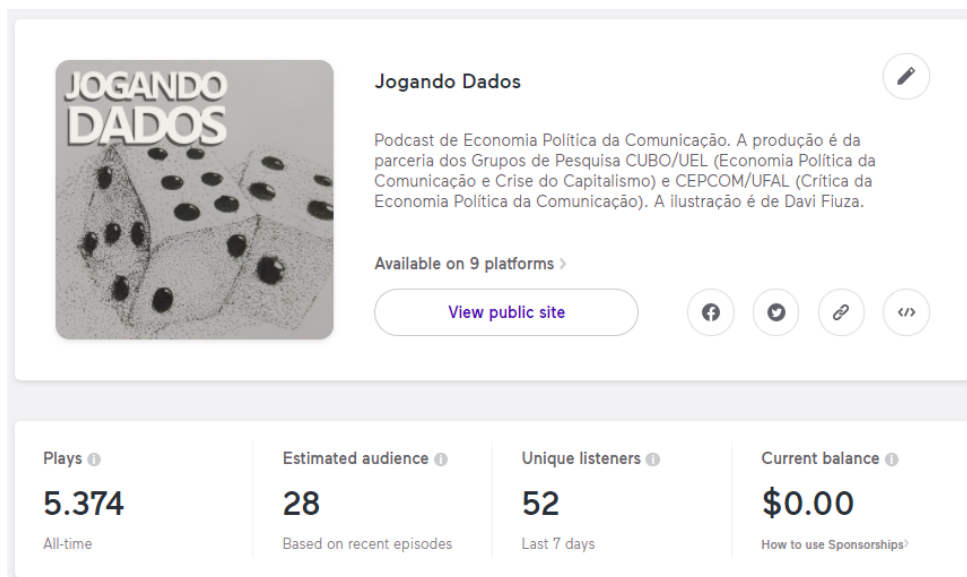 JOGANDO
DADOS
Jogando Dados
Podcast de Economia Política da Comunicação. A produção é da
parceria dos Grupos de Pesquisa CUBO/UEL (Economia Política da
Comunicação e Crise do Capitalismo) e CEPCOM/UFAL (Crítica da
Economia Política da Comunicação). A ilustração é de Davi Fiuza.
Available on 9 platforms
View public site
Plays
5.374
All-time
Estimated audience
28
Based on recent episodes
Unique listeners
52
Last 7 days
Current balance
$0.00
How to use Sponsorships